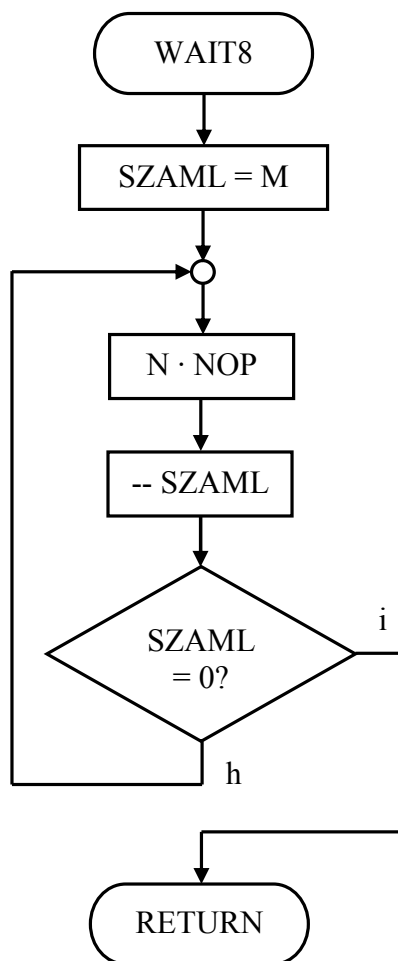 WAIT8
SZAML = M
N · NOP
-- SZAML
SZAML
= 0?
i
h
RETURN